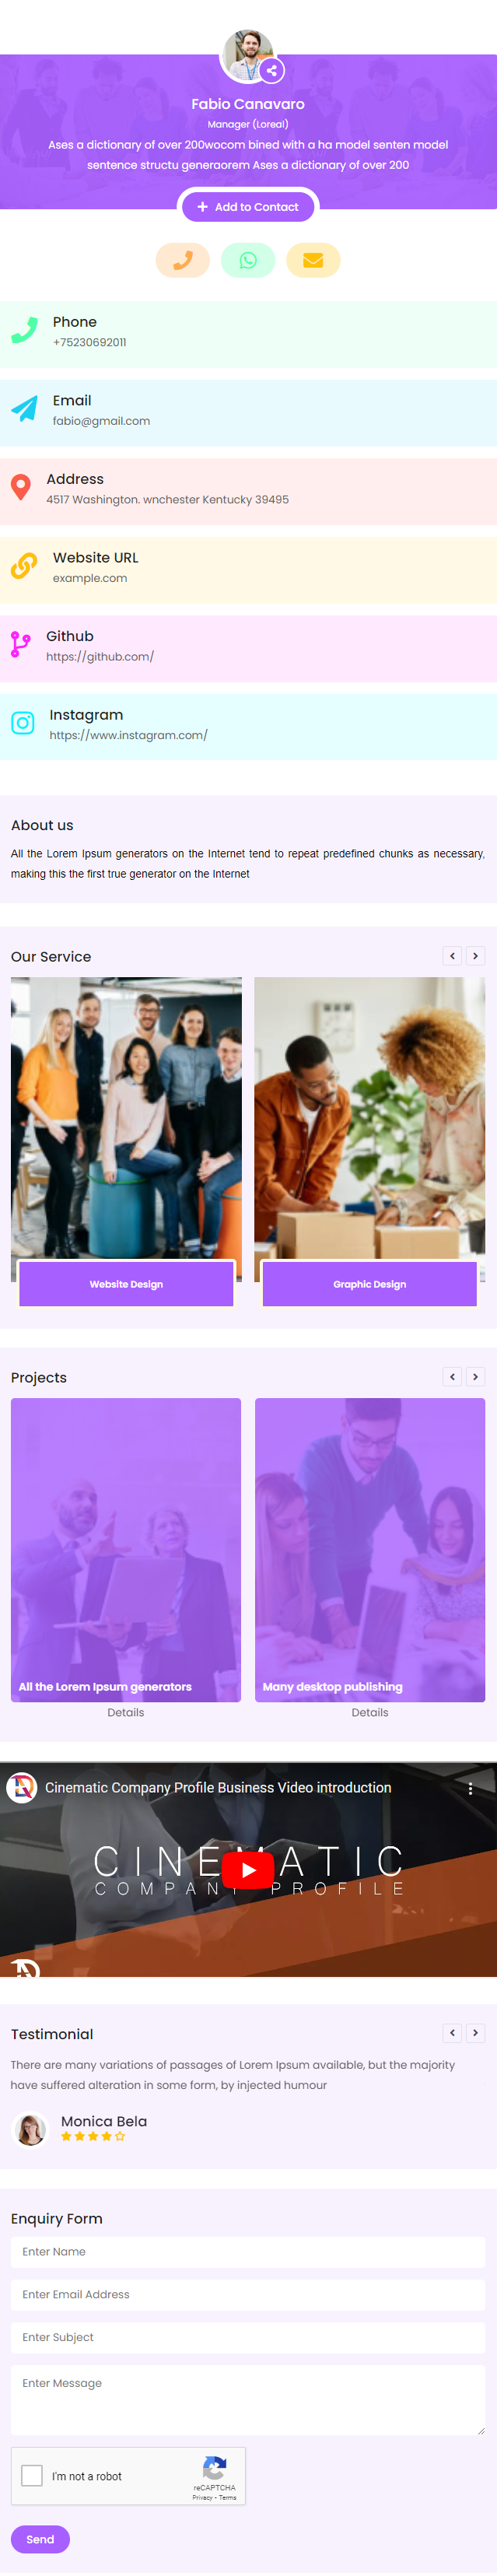 Fabio Canavaro
Manager (Loreal)
Ases a dictionary of over 200wocom bined with a ha model senten model
sentence structu generaorem Ases a dictionary of over 200
Add to Contact
Phone
+75230692011
Email
fabio@gmail.com
Address
4517 Washington. wnchester Kentucky 39495
Website URL
example.com
Github
https://github.com/
Instagram
https://www.instagram.com/
About us
All the Lorem Ipsum generators on the Internet tend to repeat predefined chunks as necessary,
making this the first true generator on the Internet
Our Service
Website Design
Graphic Design
Projects
All the Lorem Ipsum generators
Many desktop publishing
Details
Details
Cinematic Company Profile Business Video introduction
CINEMATIC
COMPANY PROFILE
Testimonial
There are many variations of passages of Lorem Ipsum available, but the majority
have suffered alteration in some form, by injected humour
Monica Bela
Enquiry Form
Enter Name
Enter Email Address
Enter Subject
Enter Message
I'm not a robot
reCAPTCHA
Privacy - Terms
Send